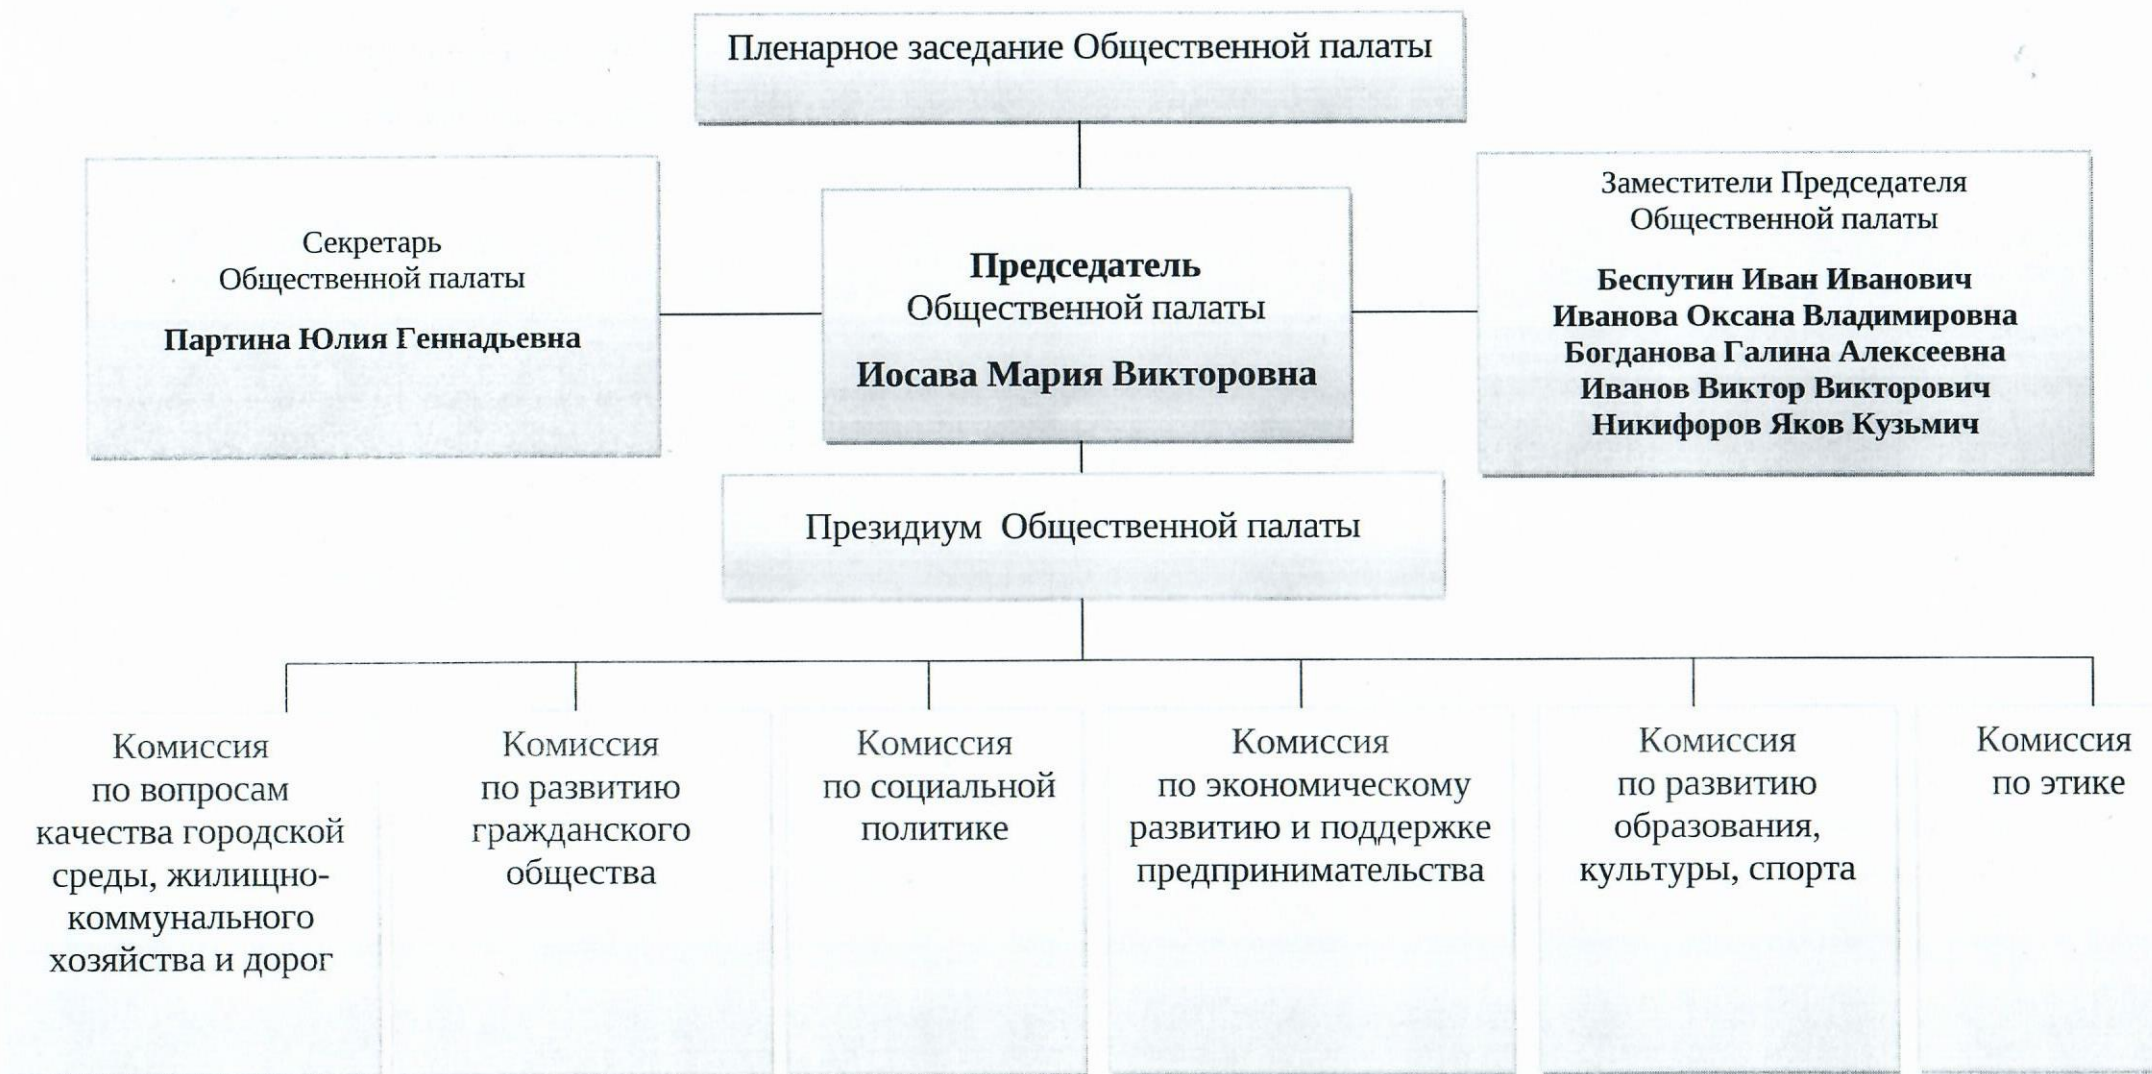 Пленарное заседание Общественной палаты
Секретарь
Общественной палаты
Партина Юлия Геннадьевна
Председатель
Общественной палаты
Иосава Мария Викторовна
Заместители Председателя
Общественной палаты
Беспутин Иван Иванович
Иванова Оксана Владимировна
Богданова Галина Алексеевна
Иванов Виктор Викторович
Никифоров Яков Кузьмич
Президиум Общественной палаты
Комиссия
по вопросам
качества городской
среды, жилищно-
коммунального
хозяйства и дорог
Комиссия
по развитию
гражданского
общества
Комиссия
по социальной
политике
Комиссия
по экономическому
развитию и поддержке
предпринимательства
Комиссия
по развитию
образования,
культуры, спорта
Комиссия
по этике